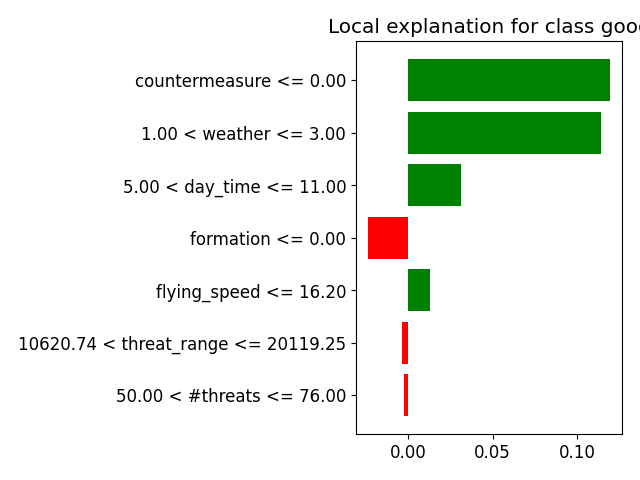 Local explanation for class goo
countermeasure <= 0.00
1.00 < weather <= 3.00
5.00 < day_time <= 11.00
formation <= 0.00
flying_speed <= 16.20
10620.74 < threat_range <= 20119.25
50.00 < #threats <= 76.00
0.00 0.05 0.10